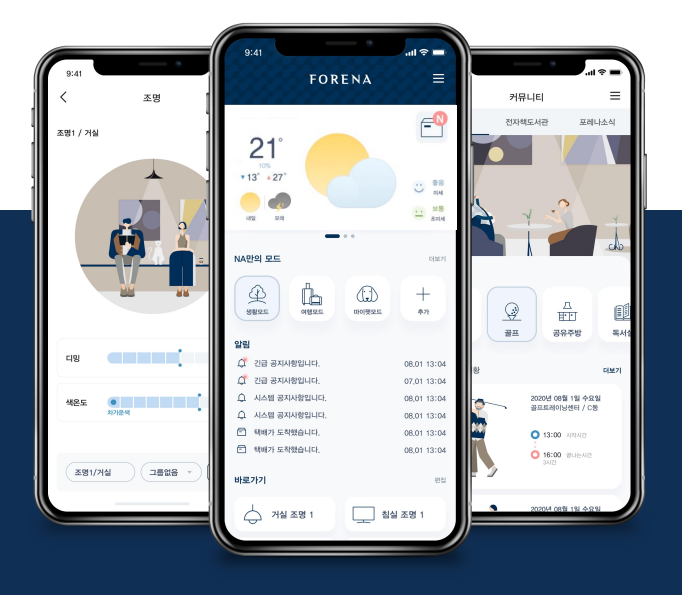 9:41
조명
조명1 / 거실
디밍
색온도
차가운색
조명1/거실
그룹없음
9:41
FORENA
N
21°
10%
▼13° ▲27°
내일
모레
좋음
미세
보통
초미세
NA만의 모드
더보기
생활모드
여행모드
마이펫모드
추가
알림
긴급 공지사항입니다. 08,01 13:04
긴급 공지사항입니다. 07,01 13:04
시스템 공지사항입니다. 08,01 13:04
시스템 공지사항입니다. 08,01 13:04
택배가 도착했습니다. 08,01 13:04
택배가 도착했습니다. 08,01 13:04
바로가기
편집
거실 조명 1
침실 조명 1
커뮤니티
전자책도서관
포레나소식
골프
공유주방
독서실
황
더보기
2020년 08월 1일 수요일
골프트레이닝센터 / C동
13:00 시작시간
16:00 끝나는시간
3시간
2020년 08월 1일 수요일